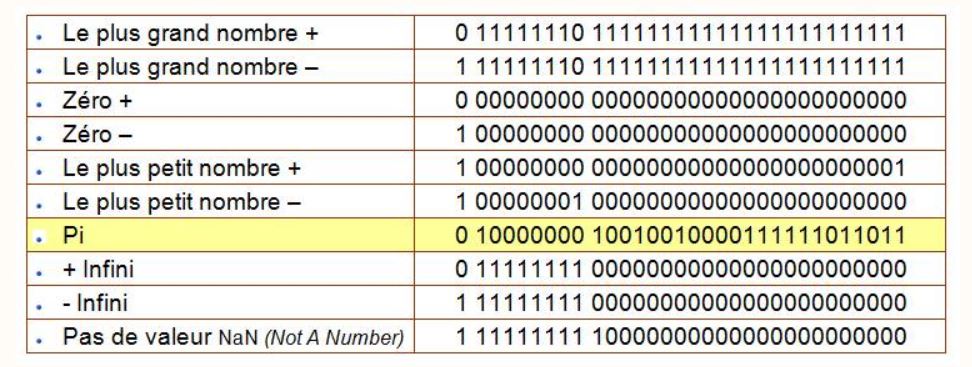 • Le plus grand nombre + 0 11111110 11111111111111111111111
• Le plus grand nombre – 1 11111110 11111111111111111111111
• Zéro + 0 00000000 00000000000000000000000
• Zéro – 1 00000000 00000000000000000000000
• Le plus petit nombre + 1 00000000 00000000000000000000001
• Le plus petit nombre – 1 00000001 00000000000000000000000
• Pi 0 10000000 10010010000111111011011
• + Infini 0 11111111 00000000000000000000000
• - Infini 1 11111111 00000000000000000000000
• Pas de valeur NaN (Not A Number) 1 11111111 10000000000000000000000